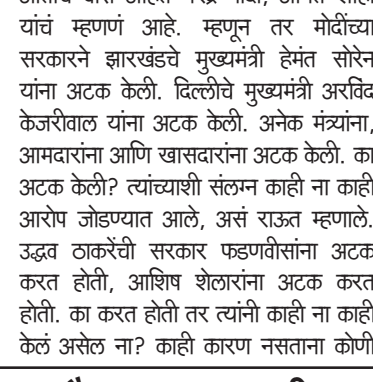 यांचं म्हणणं आहे. म्हणून तर मोदींच्या
सरकारने झारखंडचे मुख्यमंत्री हेमंत सोरेन
यांना अटक केली. दिल्लीचे मुख्यमंत्री अरविंद
केजरीवाल यांना अटक केली. अनेक मंत्र्यांना,
आमदारांना आणि खासदारांना अटक केली. का
अटक केली? त्यांच्याशी संलग्न काही ना काही
आरोप जोडण्यात आले, असं राऊत म्हणाले.
उद्धव ठाकरेंची सरकार फडणवीसांना अटक
करत होती, आशिष शेलारांना अटक करत
होती. का करत होती तर त्यांनी काही ना काही
केलं असेल ना? काही कारण नसताना कोणी